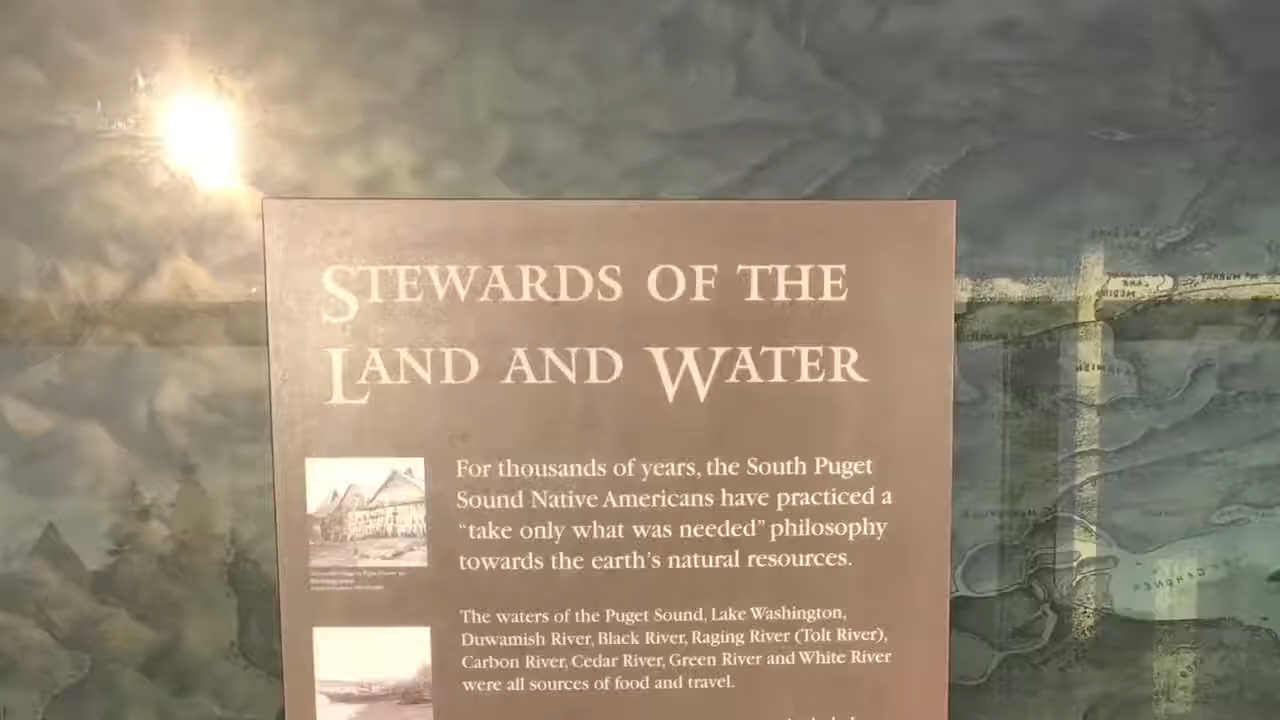 STEWARDS OF THE
LAND AND WATER
For thousands of years, the South Puget
Sound Native Americans have practiced a
“take only what was needed” philosophy
towards the earth’s natural resources.
The waters of the Puget Sound, Lake Washington,
Duwamish River, Black River, Raging River (Tolt River),
Carbon River, Cedar River, Green River and White River
were all sources of food and travel.